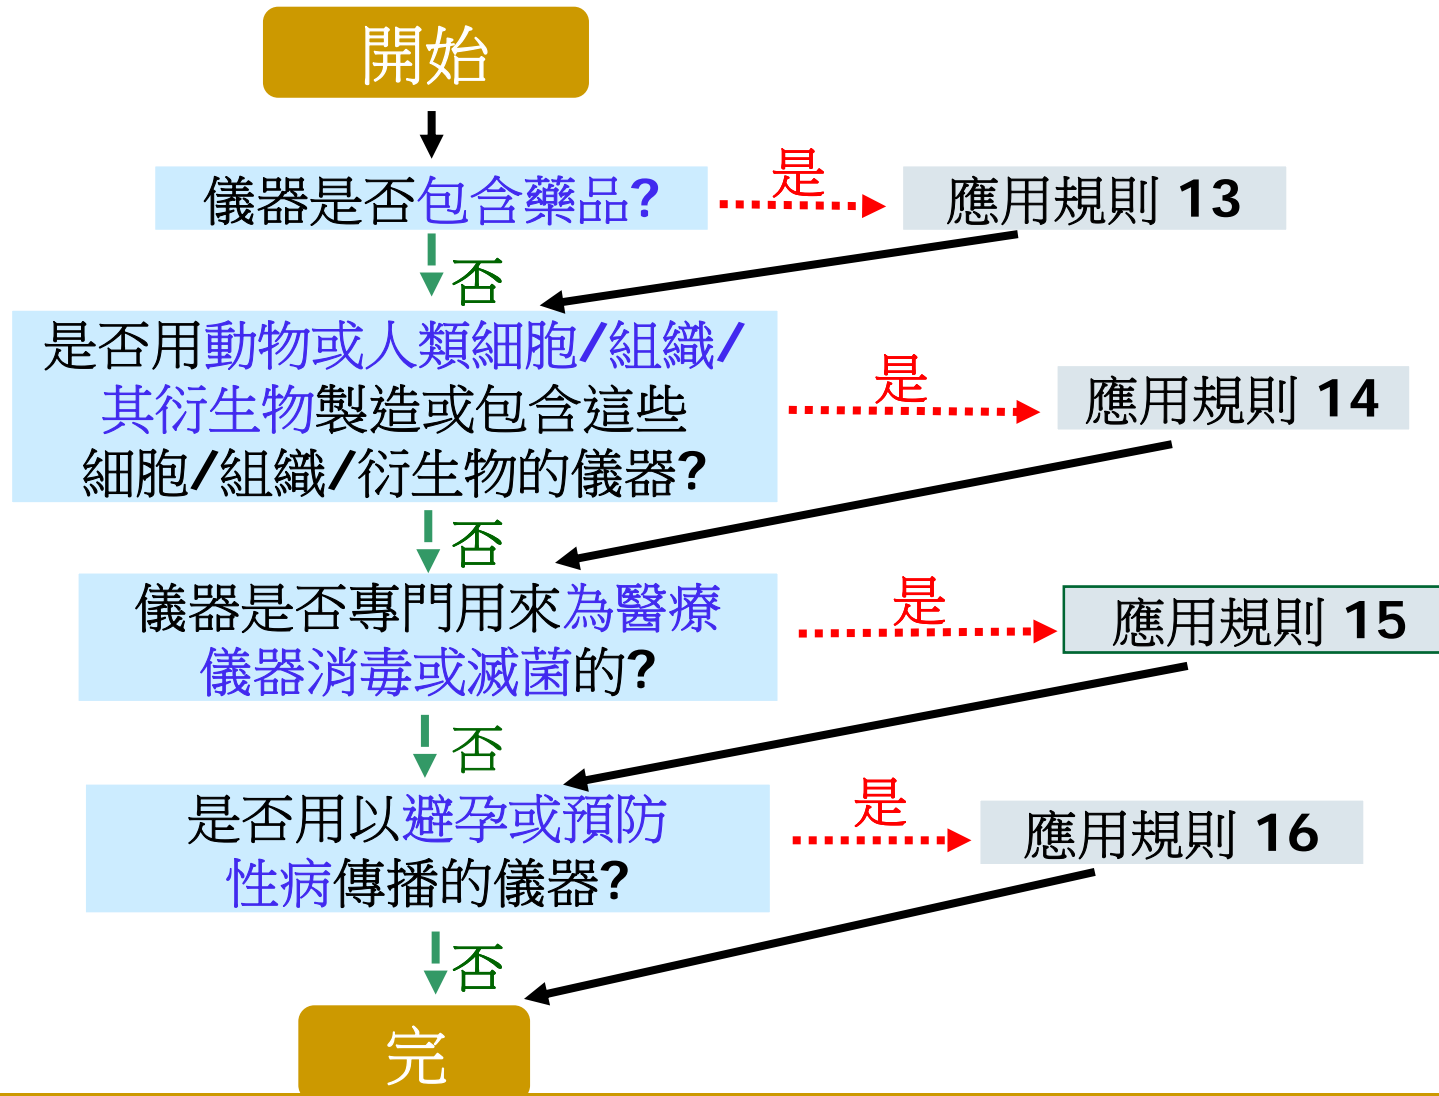 開始
儀器是否包含藥品?
是
應用規則 13
否
是否用動物或人類細胞/組織/
其衍生物製造或包含這些
細胞/組織/衍生物的儀器?
是
應用規則 14
否
儀器是否專門用來為醫療
儀器消毒或滅菌的?
是
應用規則 15
否
是否用以避孕或預防
性病傳播的儀器?
是
應用規則 16
否
完